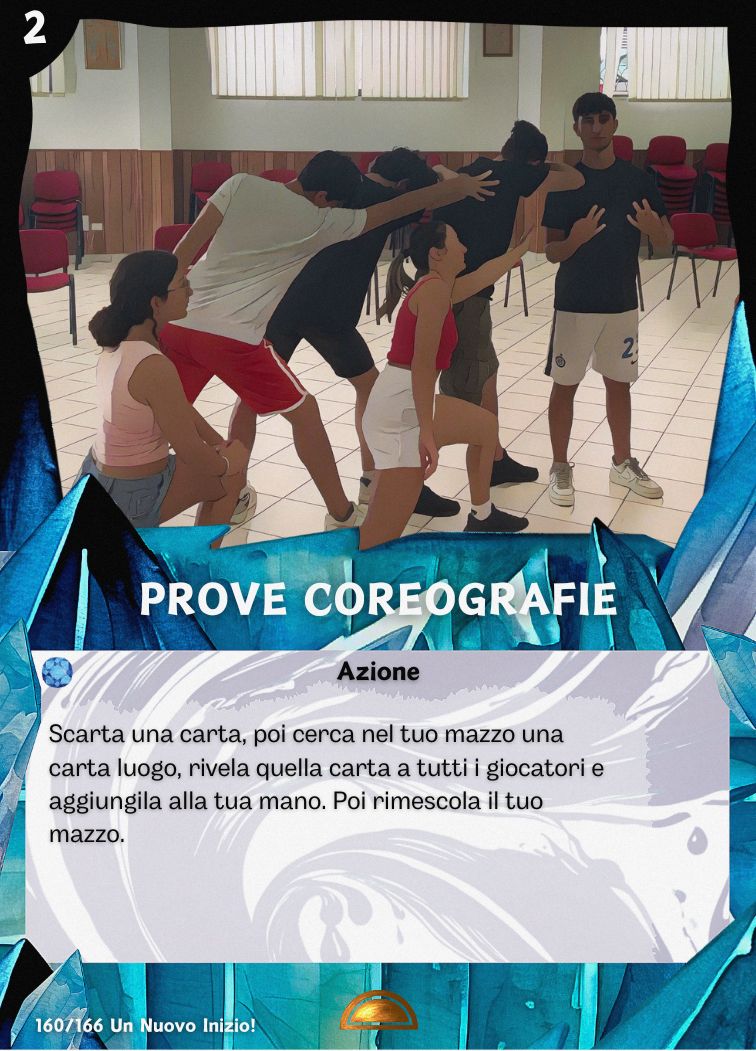 2
2
PROVE COREOGRAFIE
Azione
Scarta una carta, poi cerca nel tuo mazzo una
carta luogo, rivela quella carta a tutti i giocatori e
aggiungila alla tua mano. Poi rimescola il tuo
mazzo.
160/166 Un Nuovo Inizio!